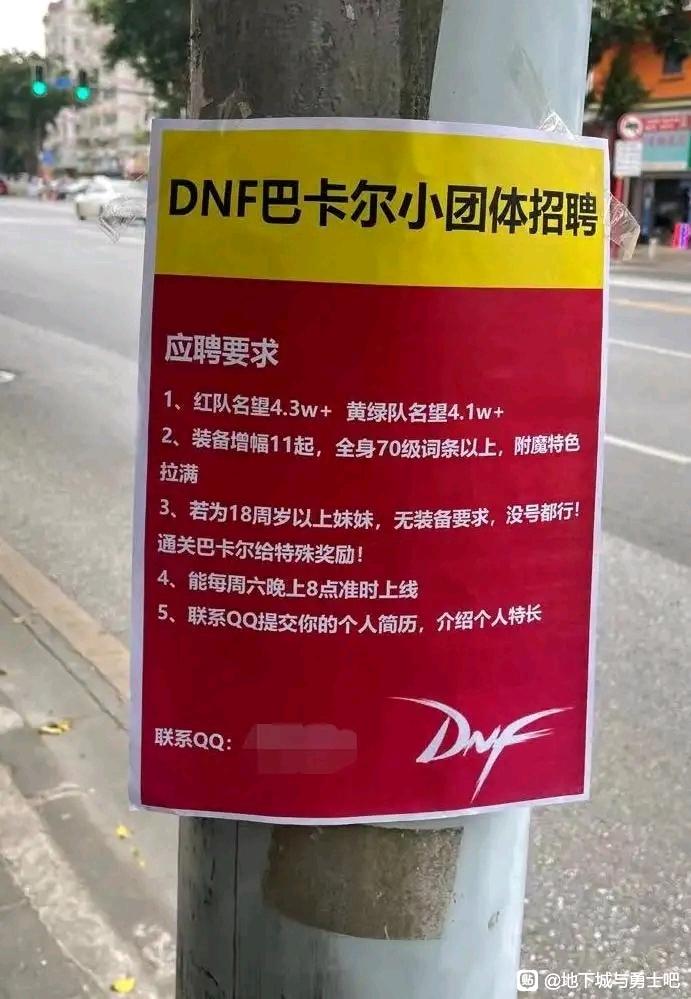 DNF巴卡尔小团体招聘
应聘要求
1、红队名望4.3w+ 黄绿队名望4.1w+
2、装备增幅11起，全身70级词条以上，附魔特色
拉满
3、若为18周岁以上妹妹，无装备要求，没号都行！
通关巴卡尔给特殊奖励！
4、能每周六晚上8点准时上线
5、联系QQ提交你的个人简历，介绍个人特长
联系QQ：
DNF
贴 @地下城与勇士吧